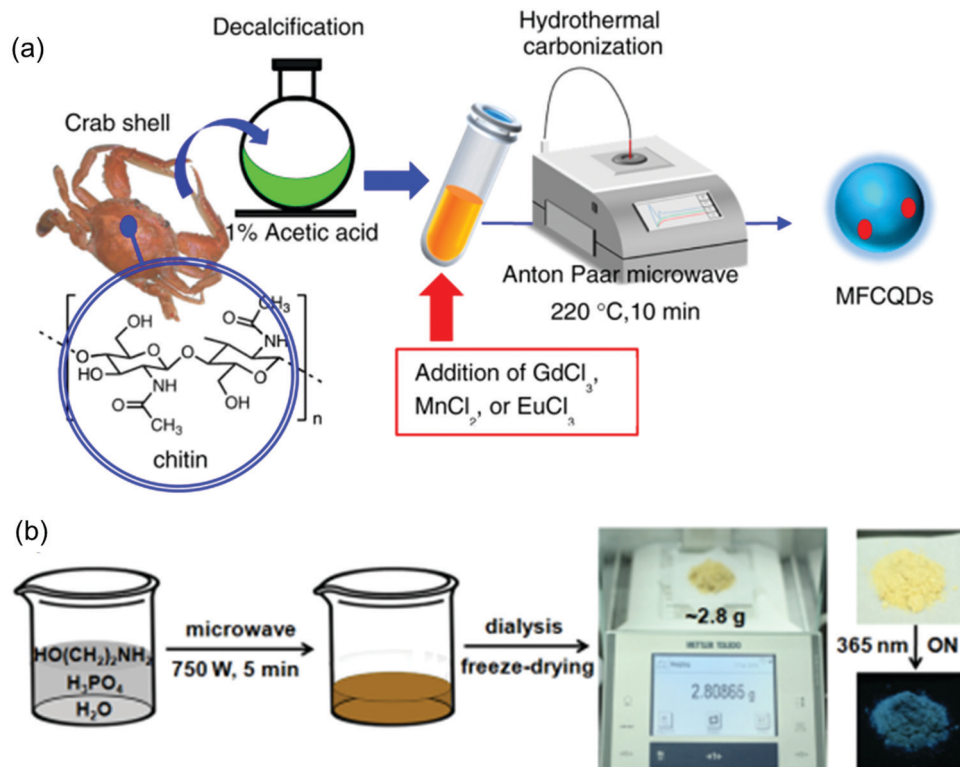 (a)
Decalcification
Hydrothermal
carbonization
Crab shell
1% Acetic acid
Anton Paar microwave
220 °C,10 min
MFCQDs
Addition of GdCl₃,
MnCl₂, or EuCl₃
CH₃
O
NH
OH
O
O
HO
O
O
NH
OH
O
CH₃
n
chitin
(b)
HO(CH₂)₂NH₂
H₃PO₄
H₂O
microwave
750 W, 5 min
dialysis
freeze-drying
~2.8 g
METTLER TOLEDO
2.80865 g
365 nm
ON